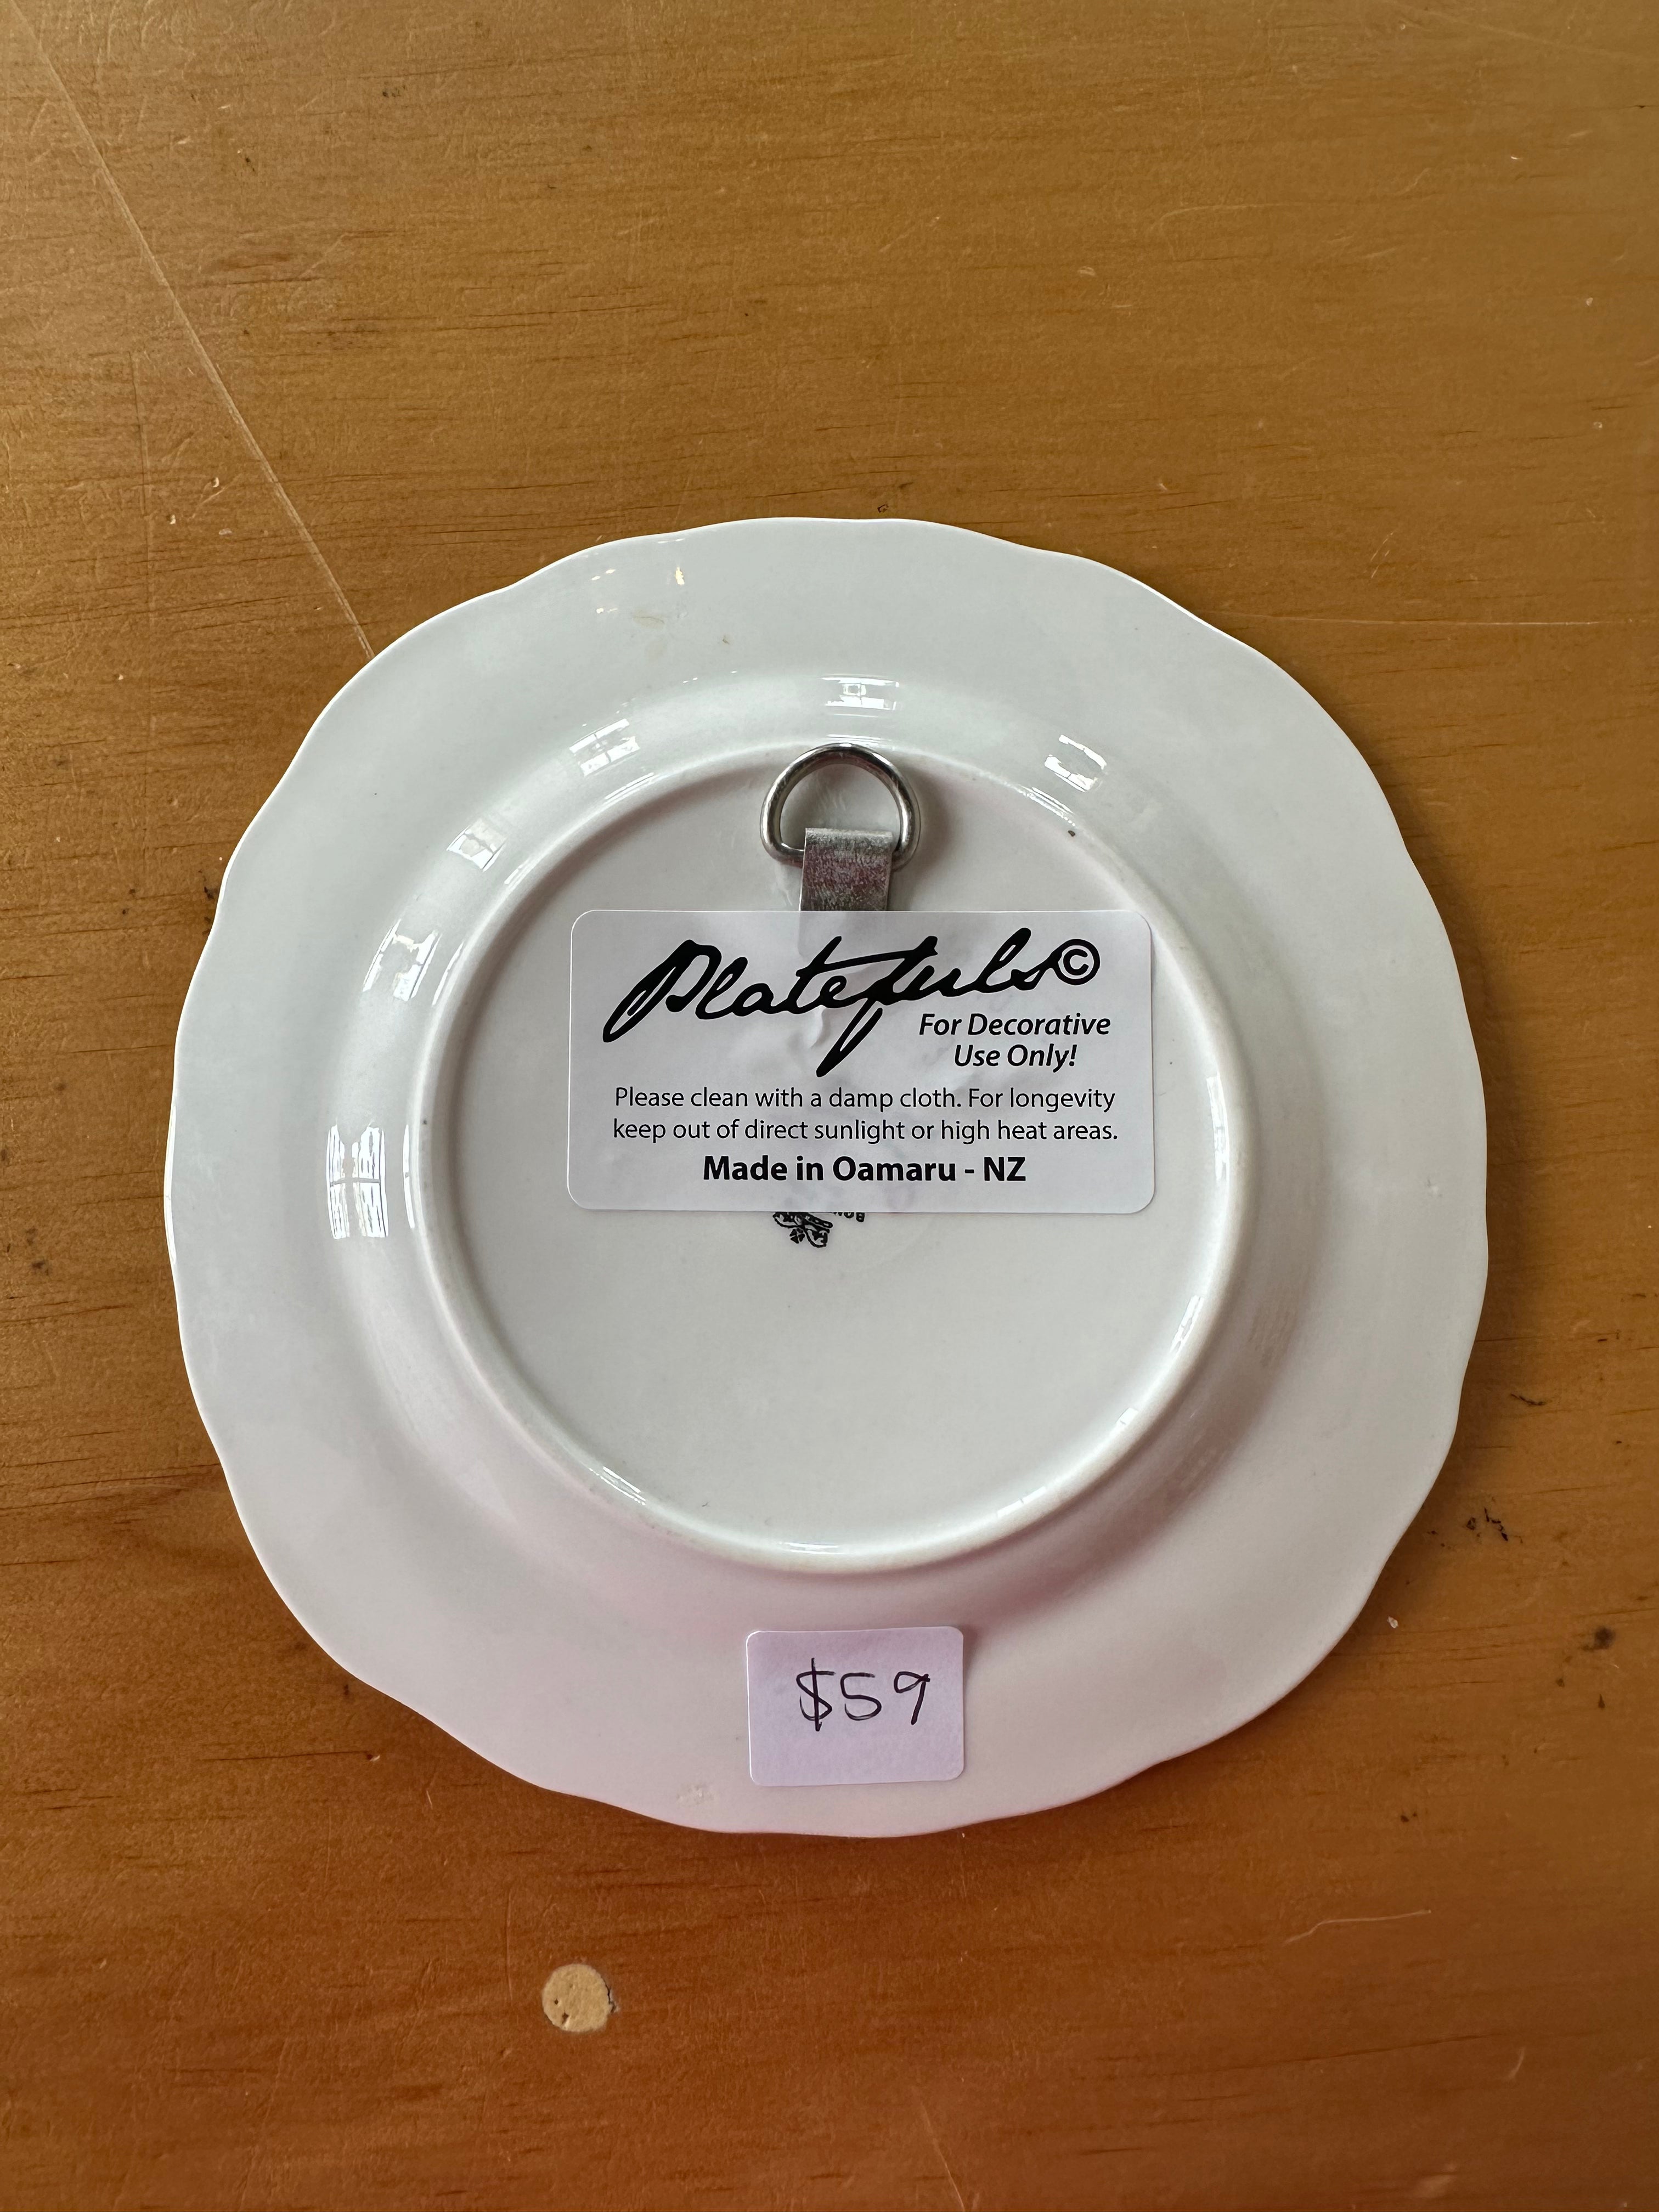 Platefuls©
For Decorative
Use Only!
Please clean with a damp cloth. For longevity
keep out of direct sunlight or high heat areas.
Made in Oamaru - NZ
$59